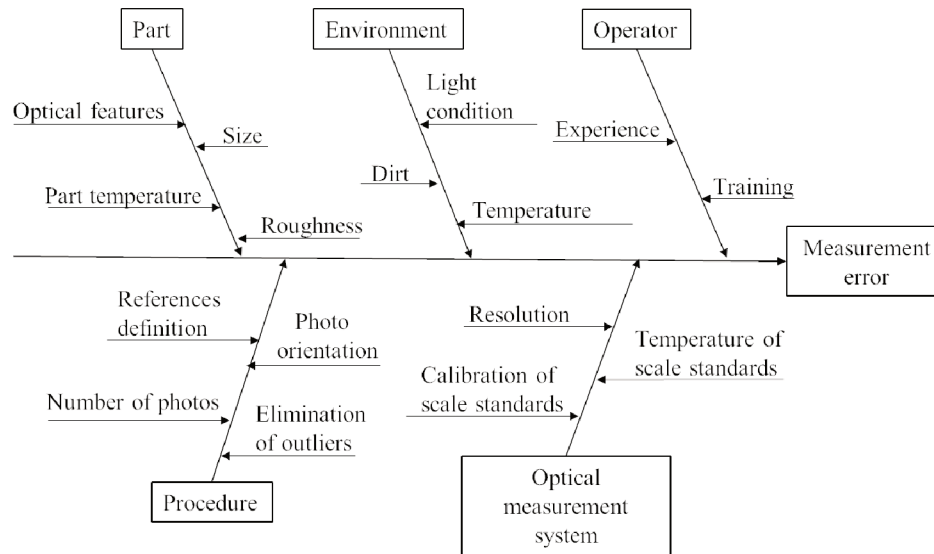 Part
Environment
Operator
Optical features
Size
Part temperature
Roughness
Light
condition
Dirt
Temperature
Experience
Training
Measurement
error
References
definition
Photo
orientation
Number of photos
Elimination
of outliers
Procedure
Resolution
Temperature of
scale standards
Calibration of
scale standards
Optical
measurement
system